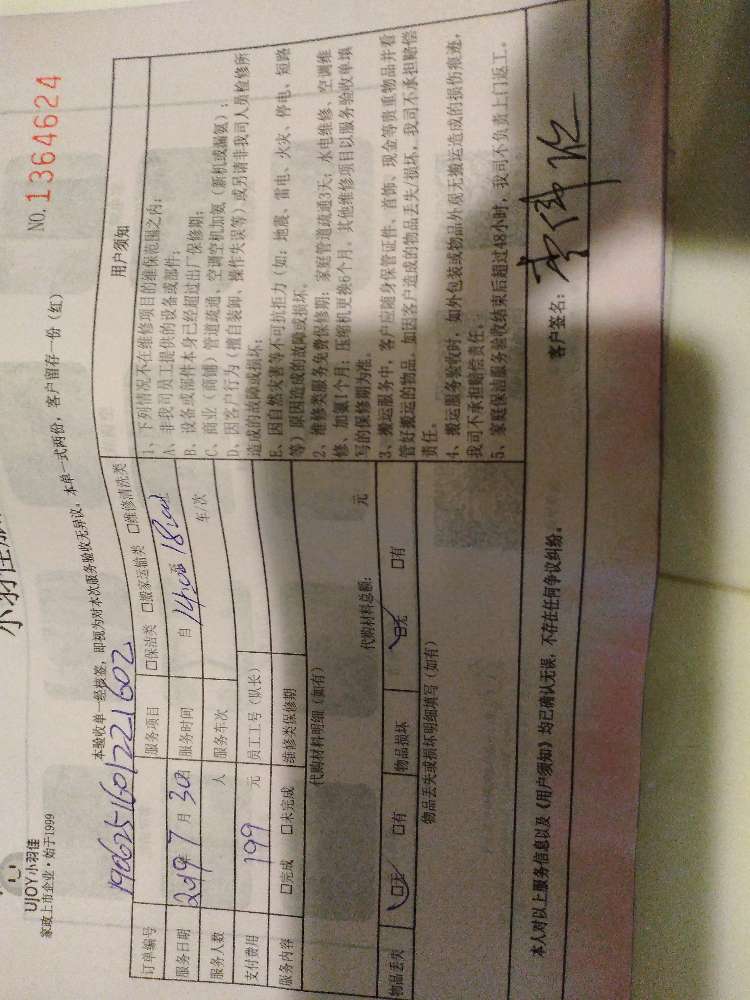 UJOY小羽佳
家政上市企业·始于1999
NO.1364624
本验收单一经核签，即视为对本次服务验收无异议，本单一式两份，客户留存一份（红）
订单编号 1906251601221602
服务项目 □保洁类 □搬家运输类 □维修清洗类
服务日期 2019年7月30日 服务时间 自14:00至18:00
服务人数 人 服务车次 车/次
支付费用 199 元 员工工号（队长）
服务内容 □完成 □未完成 维修类保修期
代购材料明细（如有）
代购材料总额： 元
物品丢失 □无 □有 物品损坏 □无 □有
物品丢失或损坏明细填写（如有）
用户须知
1、下列情况不在维修项目的维保范围之内：
A、非我司员工提供的设备或部件；
B、设备或部件本身已经超过出厂保修期；
C、商业（商铺）管道疏通、空调空机加氨（新机或漏氨）；
D、因客户行为（擅自装卸、操作失误等）或另请非我司人员检修所
造成的故障或损坏；
E、因自然灾害等不可抗拒力（如：地震、雷电、火灾、停电、短路
等）原因造成的故障或损坏。
2、维修类服务免费保修期：家庭管道疏通3天；水电维修、空调维
修、加氨1个月；压缩机更换6个月，其他维修项目以服务验收单填
写的保修期为准。
3、搬运服务中，客户应随身保管证件、首饰、现金等贵重物品并看
管好搬运的物品。如因客户造成的物品丢失/损坏，我司不承担赔偿
责任。
4、搬运服务验收时，如外包装或物品外观无搬运造成的损伤痕迹，
我司不承担赔偿责任。
5、家庭保洁服务验收结束后超过48小时，我司不负责上门返工。
本人对以上服务信息以及《用户须知》均已确认无误，不存在任何争议纠纷。
客户签名：